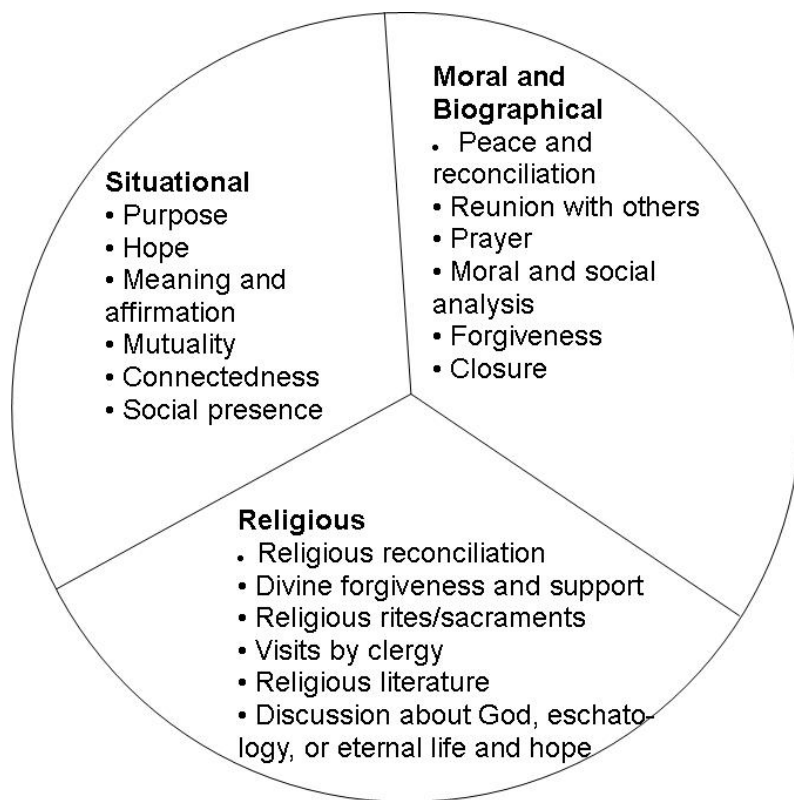 Situational
• Purpose
• Hope
• Meaning and
affirmation
• Mutuality
• Connectedness
• Social presence
Moral and
Biographical
• Peace and
reconciliation
• Reunion with others
• Prayer
• Moral and social
analysis
• Forgiveness
• Closure
Religious
• Religious reconciliation
• Divine forgiveness and support
• Religious rites/sacraments
• Visits by clergy
• Religious literature
• Discussion about God, eschato-
logy, or eternal life and hope